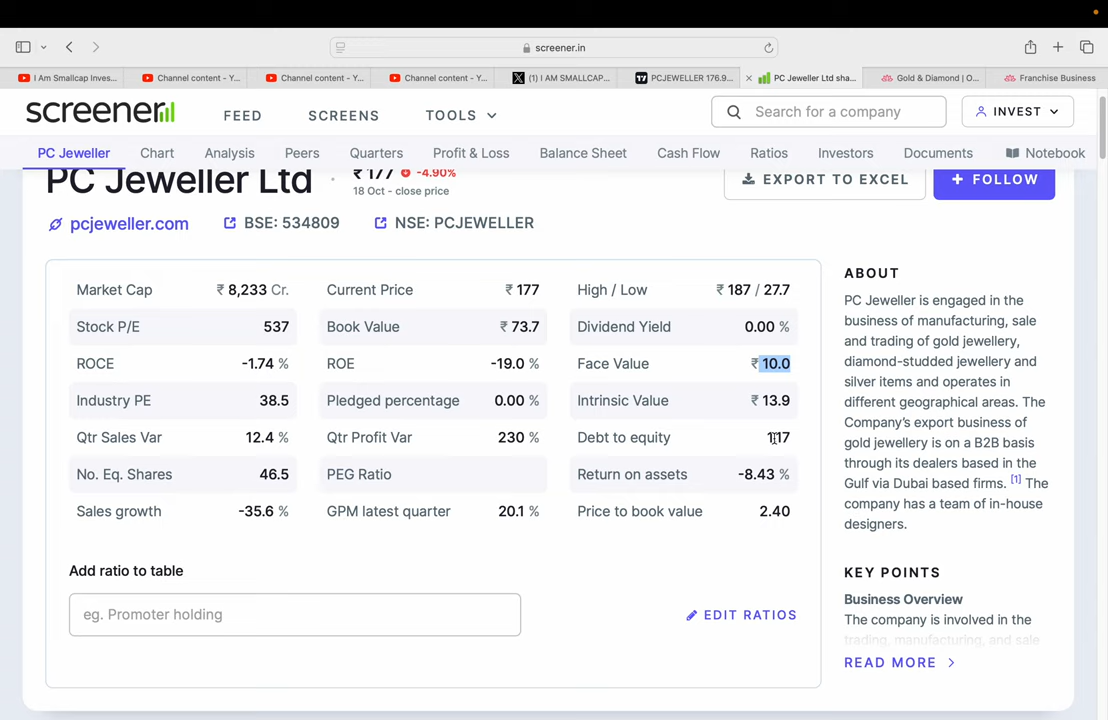 screener.in
I Am Smallcap Inves...
Channel content - Y...
Channel content - Y...
Channel content - Y...
(1) I AM SMALLCAP...
PCJEWELLER 176.9...
PC Jeweller Ltd sha...
Gold & Diamond | O...
Franchise Business
screener
FEED
SCREENS
TOOLS
Search for a company
INVEST
PC Jeweller
Chart
Analysis
Peers
Quarters
Profit & Loss
Balance Sheet
Cash Flow
Ratios
Investors
Documents
Notebook
PC Jeweller Ltd
₹ 177 -4.90%
18 Oct - close price
EXPORT TO EXCEL
+ FOLLOW
pcjeweller.com
BSE: 534809
NSE: PCJEWELLER
Market Cap ₹ 8,233 Cr.
Current Price ₹ 177
High / Low ₹ 187 / 27.7
Stock P/E 537
Book Value ₹ 73.7
Dividend Yield 0.00 %
ROCE -1.74 %
ROE -19.0 %
Face Value ₹ 10.0
Industry PE 38.5
Pledged percentage 0.00 %
Intrinsic Value ₹ 13.9
Qtr Sales Var 12.4 %
Qtr Profit Var 230 %
Debt to equity 1.17
No. Eq. Shares 46.5
PEG Ratio
Return on assets -8.43 %
Sales growth -35.6 %
GPM latest quarter 20.1 %
Price to book value 2.40
Add ratio to table
eg. Promoter holding
EDIT RATIOS
ABOUT
PC Jeweller is engaged in the
business of manufacturing, sale
and trading of gold jewellery,
diamond-studded jewellery and
silver items and operates in
different geographical areas. The
Company's export business of
gold jewellery is on a B2B basis
through its dealers based in the
Gulf via Dubai based firms. [1] The
company has a team of in-house
designers.
KEY POINTS
Business Overview
The company is involved in the
trading, manufacturing, and sale
READ MORE